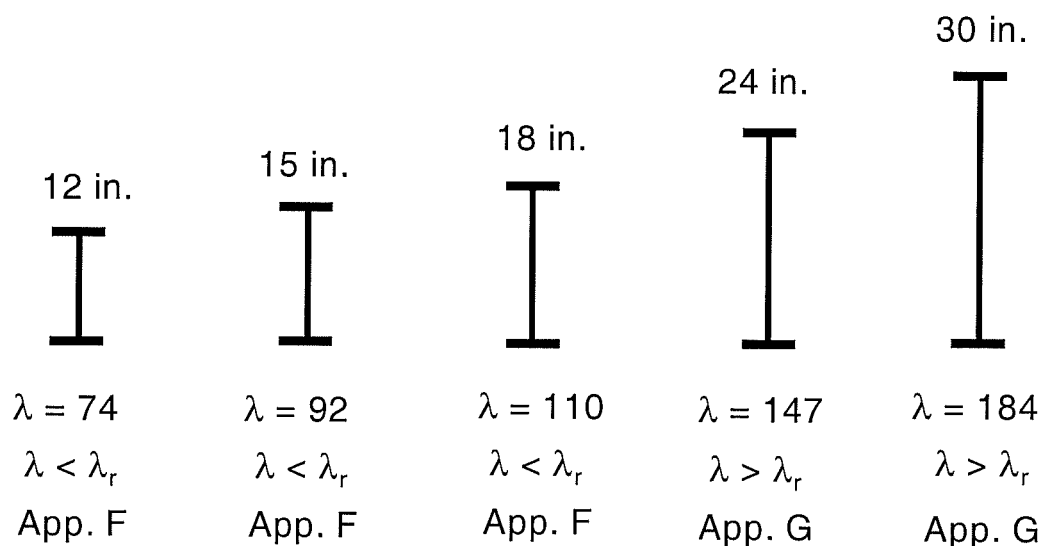 12 in.
15 in.
18 in.
24 in.
30 in.
λ = 74
λ = 92
λ = 110
λ = 147
λ = 184
λ < λr
λ < λr
λ < λr
λ > λr
λ > λr
App. F
App. F
App. F
App. G
App. G